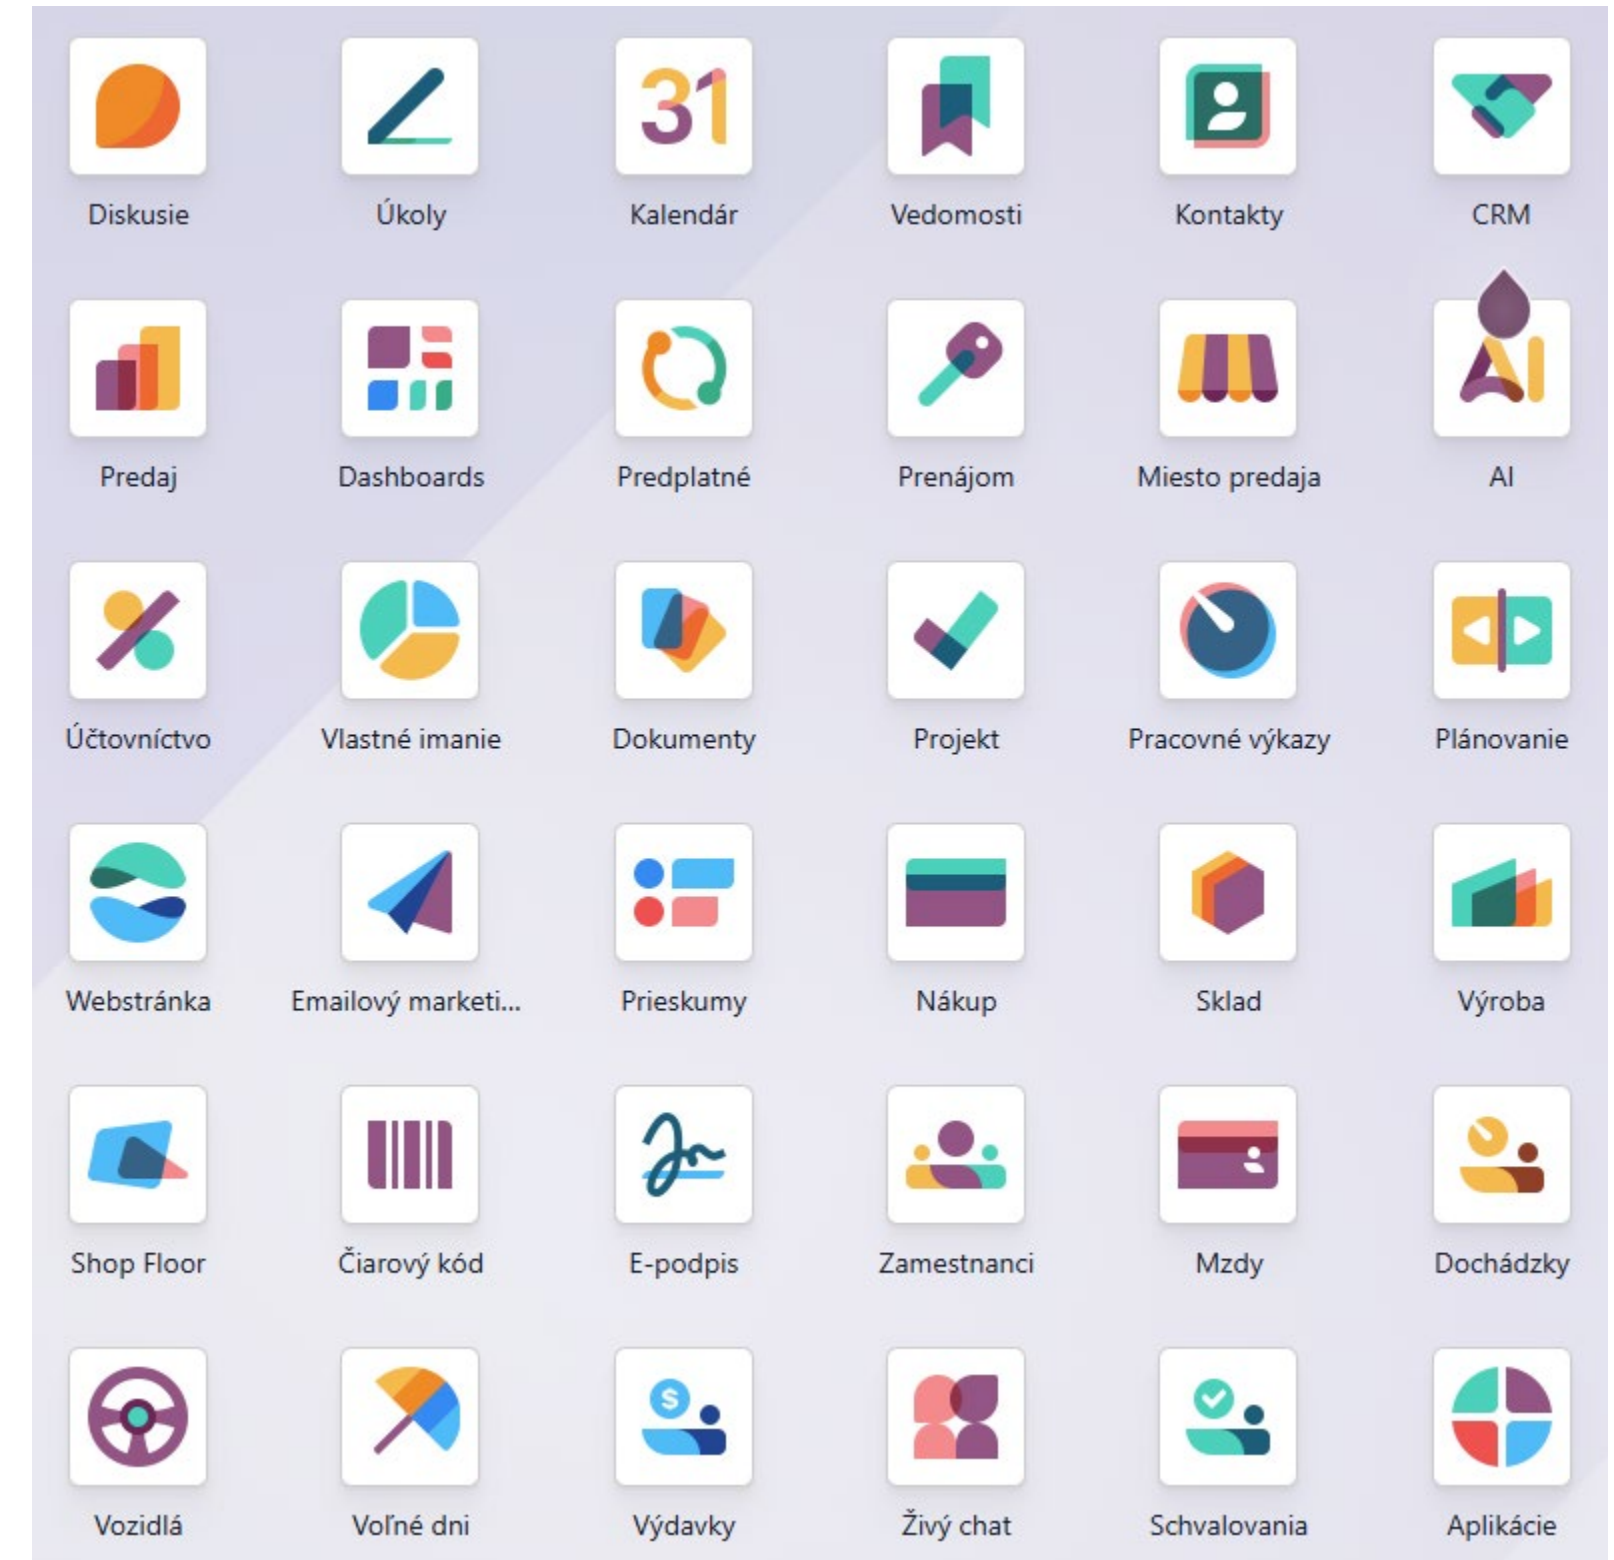 31
Diskusie
Úkoly
Kalendár
Vedomosti
Kontakty
CRM
AI
Predaj
Dashboards
Predplatné
Prenájom
Miesto predaja
AI
Účtovníctvo
Vlastné imanie
Dokumenty
Projekt
Pracovné výkazy
Plánovanie
Webstránka
Emailový marketi...
Prieskumy
Nákup
Sklad
Výroba
Shop Floor
Čiarový kód
E-podpis
Zamestnanci
Mzdy
Dochádzky
$
Vozidlá
Voľné dni
Výdavky
Živý chat
Schvalovania
Aplikácie